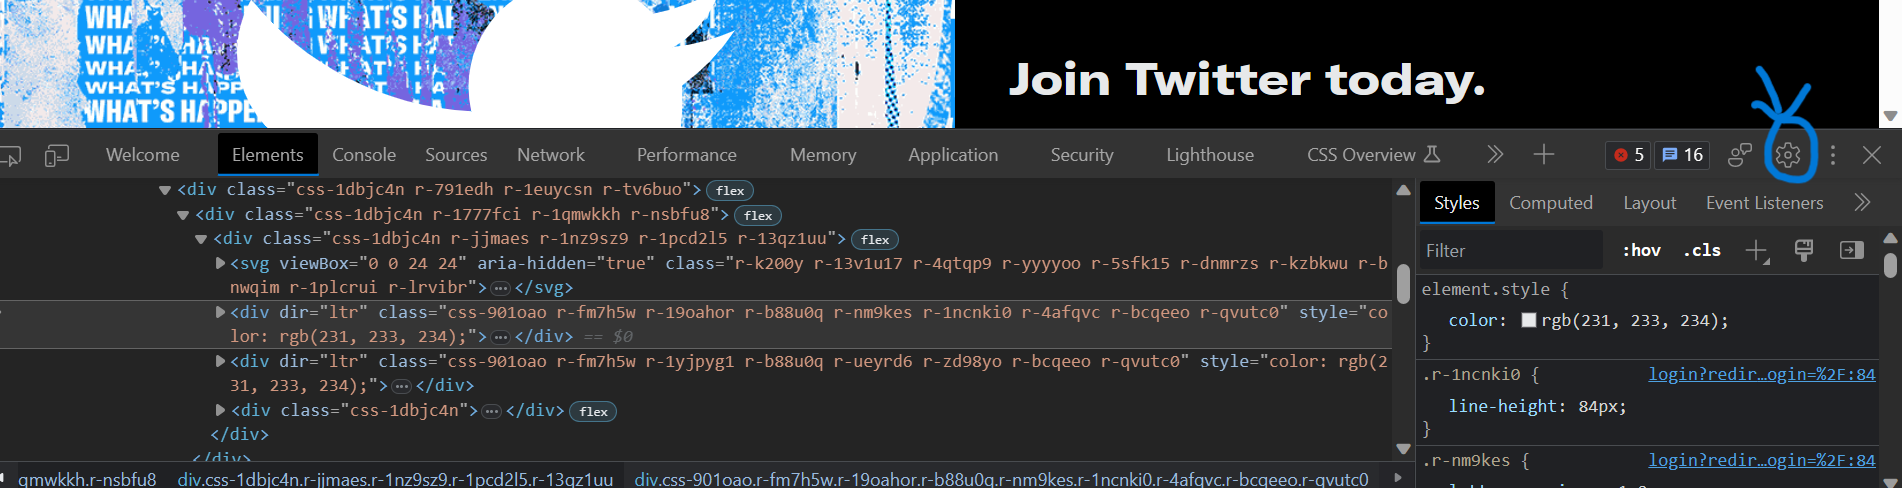 WHAT'S HAPPE
Join Twitter today.
Welcome Elements Console Sources Network Performance Memory Application Security Lighthouse CSS Overview 5 16
<div class="css-1dbjc4n r-791edh r-1euycsn r-tv6buo"> flex
<div class="css-1dbjc4n r-1777fci r-1qmwkkh r-nsbfu8"> flex
<div class="css-1dbjc4n r-jjmaes r-1nz9sz9 r-1pcd2l5 r-13qz1uu"> flex
<svg viewBox="0 0 24 24" aria-hidden="true" class="r-k200y r-13v1u17 r-4qtqp9 r-yyyyoo r-5sfk15 r-dnmrzs r-kzbkwu r-b
nwqim r-1plcrui r-lrvibr"> ⋯ </svg>
<div dir="ltr" class="css-901oao r-fm7h5w r-19oahor r-b88u0q r-nm9kes r-1ncnki0 r-4afqvc r-bcqeeo r-qvutc0" style="co
lor: rgb(231, 233, 234);"> ⋯ </div> == $0
<div dir="ltr" class="css-901oao r-fm7h5w r-1yjpyg1 r-b88u0q r-ueyrd6 r-zd98yo r-bcqeeo r-qvutc0" style="color: rgb(2
31, 233, 234);"> ⋯ </div>
<div class="css-1dbjc4n"> ⋯ </div> flex
</div>
</div>
qmwkkh.r-nsbfu8 div.css-1dbjc4n.r-jjmaes.r-1nz9sz9.r-1pcd2l5.r-13qz1uu div.css-901oao.r-fm7h5w.r-19oahor.r-b88u0q.r-nm9kes.r-1ncnki0.r-4afqvc.r-bcqeeo.r-qvutc0
Styles Computed Layout Event Listeners
Filter :hov .cls
element.style {
color: rgb(231, 233, 234);
}
.r-1ncnki0 { login?redir…ogin=%2F:84
line-height: 84px;
}
.r-nm9kes { login?redir…ogin=%2F:84